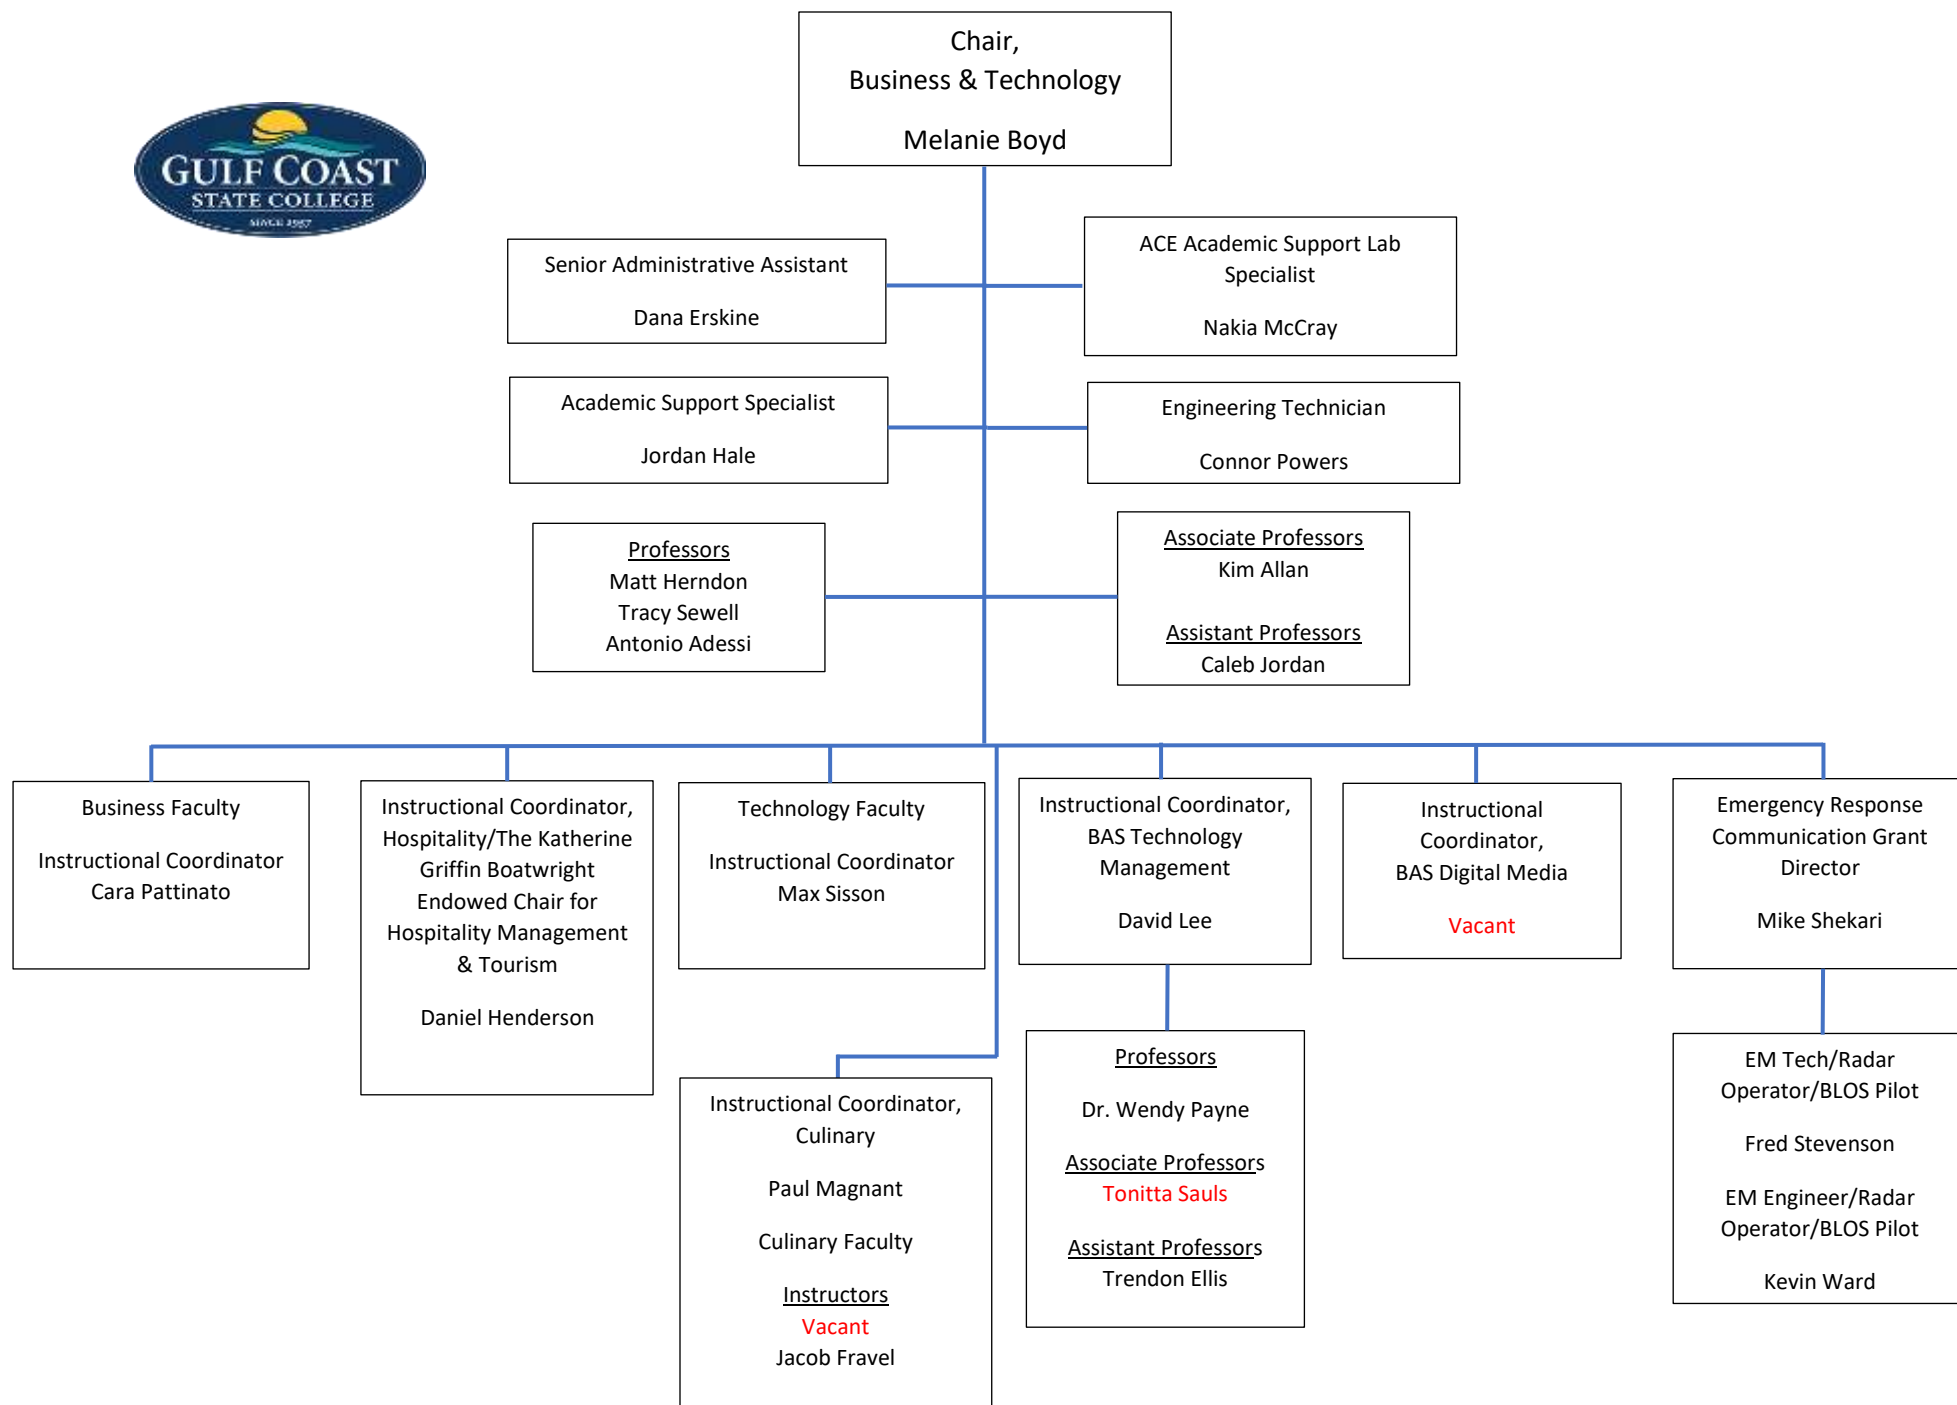 Chair,
Business & Technology
Melanie Boyd
GULF COAST
STATE COLLEGE
SINCE 1957
Senior Administrative Assistant
Dana Erskine
ACE Academic Support Lab
Specialist
Nakia McCray
Academic Support Specialist
Jordan Hale
Engineering Technician
Connor Powers
Professors
Matt Herndon
Tracy Sewell
Antonio Adessi
Associate Professors
Kim Allan
Assistant Professors
Caleb Jordan
Business Faculty
Instructional Coordinator
Cara Pattinato
Instructional Coordinator,
Hospitality/The Katherine
Griffin Boatwright
Endowed Chair for
Hospitality Management
& Tourism
Daniel Henderson
Technology Faculty
Instructional Coordinator
Max Sisson
Instructional Coordinator,
BAS Technology
Management
David Lee
Instructional
Coordinator,
BAS Digital Media
Vacant
Emergency Response
Communication Grant
Director
Mike Shekari
Instructional Coordinator,
Culinary
Paul Magnant
Culinary Faculty
Instructors
Vacant
Jacob Fravel
Professors
Dr. Wendy Payne
Associate Professors
Tonitta Sauls
Assistant Professors
Trendon Ellis
EM Tech/Radar
Operator/BLOS Pilot
Fred Stevenson
EM Engineer/Radar
Operator/BLOS Pilot
Kevin Ward